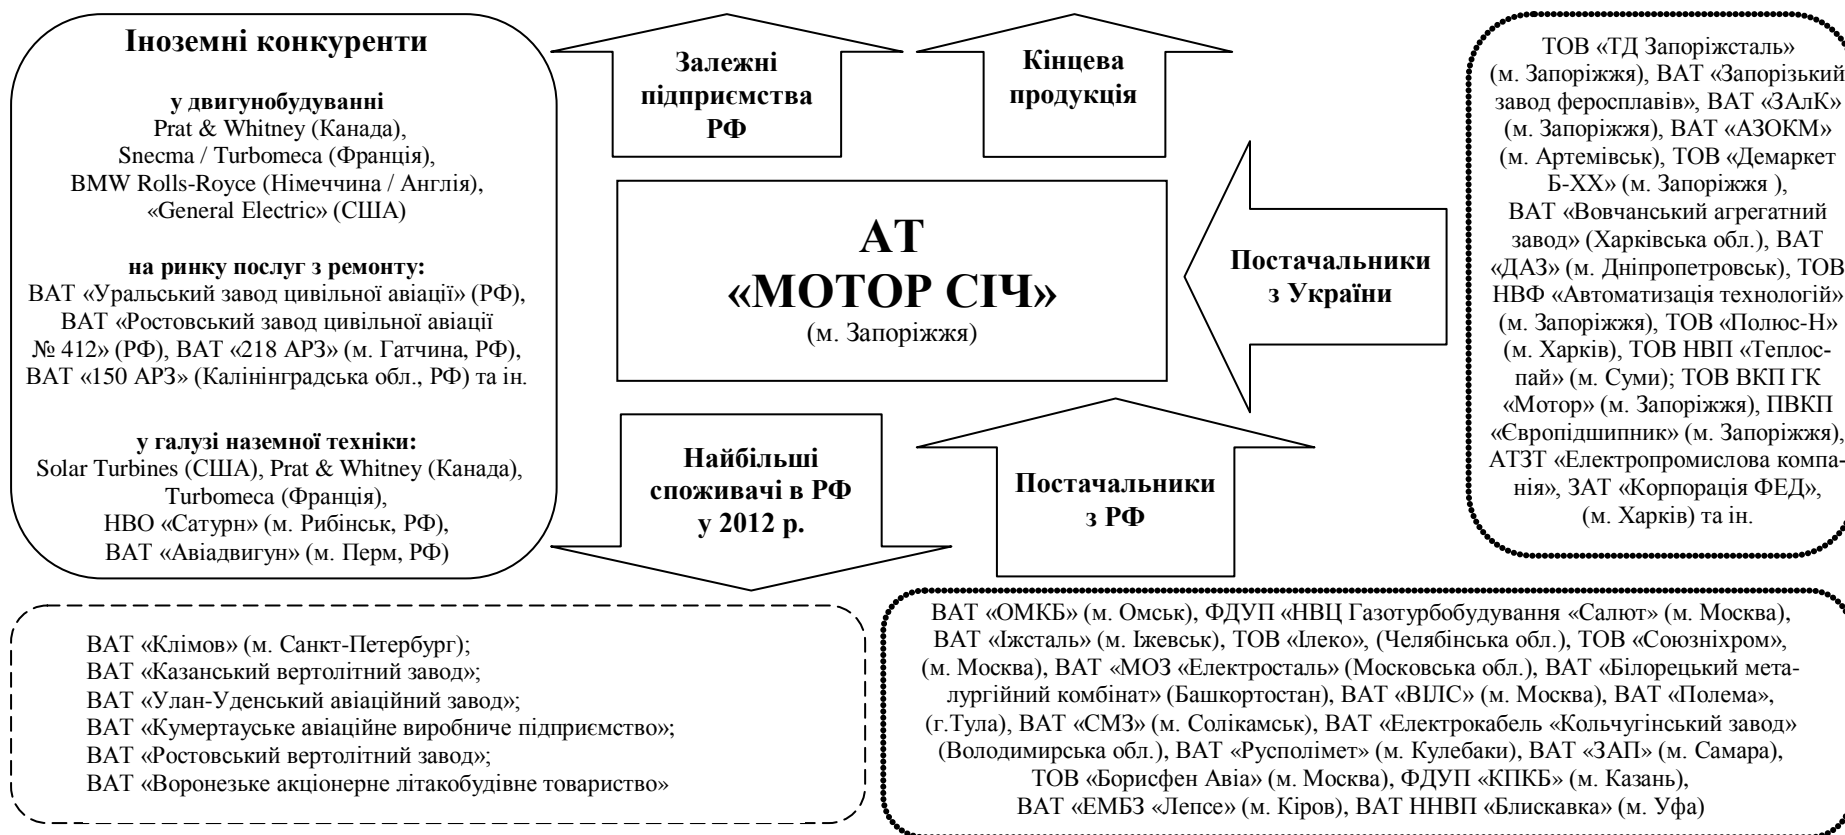 Іноземні конкуренти
у двигунобудуванні
Prat & Whitney (Канада),
Snecma / Turbomeca (Франція),
BMW Rolls-Royce (Німеччина / Англія),
«General Electric» (США)
на ринку послуг з ремонту:
ВАТ «Уральський завод цивільної авіації» (РФ),
ВАТ «Ростовський завод цивільної авіації
№ 412» (РФ), ВАТ «218 АРЗ» (м. Гатчина, РФ),
ВАТ «150 АРЗ» (Калінінградська обл., РФ) та ін.
у галузі наземної техніки:
Solar Turbines (США), Prat & Whitney (Канада),
Turbomeca (Франція),
НВО «Сатурн» (м. Рибінськ, РФ),
ВАТ «Авіадвигун» (м. Перм, РФ)
Залежні
підприємства
РФ
Кінцева
продукція
АТ
«МОТОР СІЧ»
(м. Запоріжжя)
Постачальники
з України
ТОВ «ТД Запоріжсталь»
(м. Запоріжжя), ВАТ «Запорізький
завод феросплавів», ВАТ «ЗАлК»
(м. Запоріжжя), ВАТ «АЗОКМ»
(м. Артемівськ), ТОВ «Демаркет
Б-ХХ» (м. Запоріжжя ),
ВАТ «Вовчанський агрегатний
завод» (Харківська обл.), ВАТ
«ДАЗ» (м. Дніпропетровськ), ТОВ
НВФ «Автоматизація технологій»
(м. Запоріжжя), ТОВ «Полюс-Н»
(м. Харків), ТОВ НВП «Теплос-
пай» (м. Суми); ТОВ ВКП ГК
«Мотор» (м. Запоріжжя), ПВКП
«Європідшипник» (м. Запоріжжя),
АТЗТ «Електропромислова компа-
нія», ЗАТ «Корпорація ФЕД»,
(м. Харків) та ін.
Найбільші
споживачі в РФ
у 2012 р.
Постачальники
з РФ
ВАТ «Клімов» (м. Санкт-Петербург);
ВАТ «Казанський вертолітний завод»;
ВАТ «Улан-Уденський авіаційний завод»;
ВАТ «Кумертауське авіаційне виробниче підприємство»;
ВАТ «Ростовський вертолітний завод»;
ВАТ «Воронезьке акціонерне літакобудівне товариство»
ВАТ «ОМКБ» (м. Омськ), ФДУП «НВЦ Газотурбобудування «Салют» (м. Москва),
ВАТ «Іжсталь» (м. Іжевськ), ТОВ «Ілеко», (Челябінська обл.), ТОВ «Союзніхром»,
(м. Москва), ВАТ «МОЗ «Електросталь» (Московська обл.), ВАТ «Білорецький мета-
лургійний комбінат» (Башкортостан), ВАТ «ВІЛС» (м. Москва), ВАТ «Полема»,
(г.Тула), ВАТ «СМЗ» (м. Солікамськ), ВАТ «Електрокабель «Кольчугінський завод»
(Володимирська обл.), ВАТ «Русполімет» (м. Кулебаки), ВАТ «ЗАП» (м. Самара),
ТОВ «Борисфен Авіа» (м. Москва), ФДУП «КПКБ» (м. Казань),
ВАТ «ЕМБЗ «Лепсе» (м. Кіров), ВАТ ННВП «Блискавка» (м. Уфа)